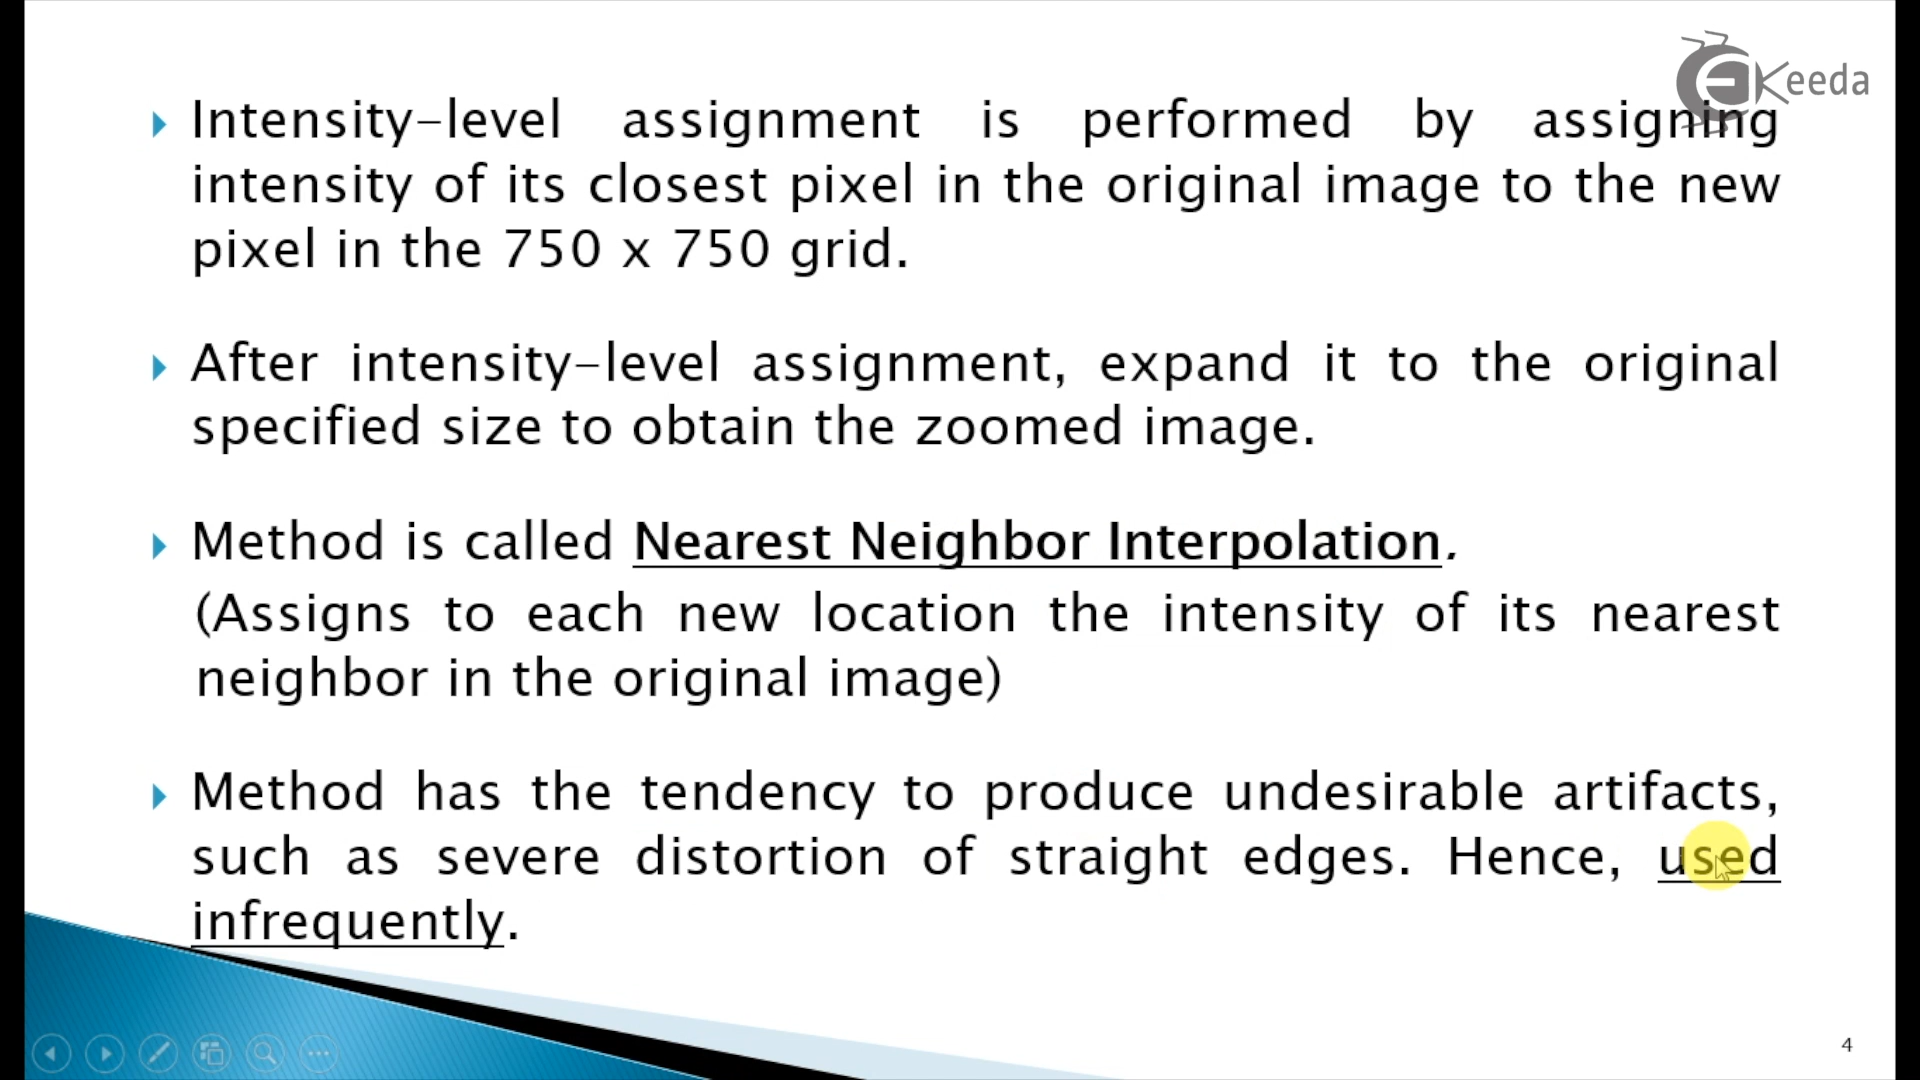 Keeda
Intensity-level assignment is performed by assigning
intensity of its closest pixel in the original image to the new
pixel in the 750 x 750 grid.
After intensity-level assignment, expand it to the original
specified size to obtain the zoomed image.
Method is called Nearest Neighbor Interpolation.
(Assigns to each new location the intensity of its nearest
neighbor in the original image)
Method has the tendency to produce undesirable artifacts,
such as severe distortion of straight edges. Hence, used
infrequently.
4